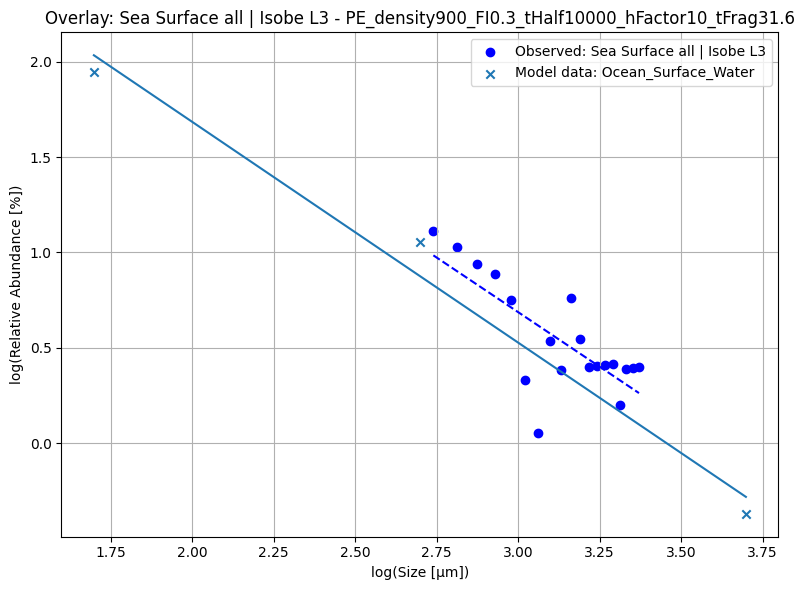 Overlay: Sea Surface all | Isobe L3 - PE_density900_FI0.3_tHalf10000_hFactor10_tFrag31.6
Observed: Sea Surface all | Isobe L3
Model data: Ocean_Surface_Water
log(Relative Abundance [%])
2.0
1.5
1.0
0.5
0.0
1.75 2.00 2.25 2.50 2.75 3.00 3.25 3.50 3.75
log(Size [μm])